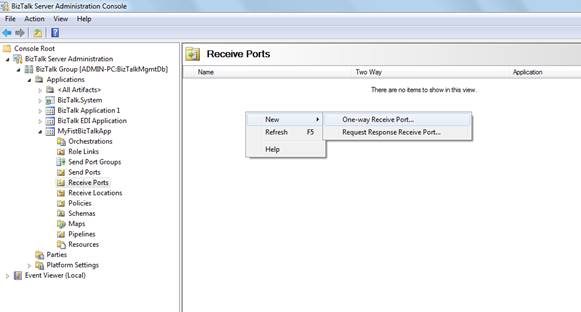 BizTalk Server Administration Console
File Action View Help
Console Root
BizTalk Server Administration
BizTalk Group [ADMIN-PC:BizTalkMgmtDb]
Applications
<All Artifacts>
BizTalk.System
BizTalk Application 1
BizTalk EDI Application
MyFistBizTalkApp
Orchestrations
Role Links
Send Port Groups
Send Ports
Receive Ports
Receive Locations
Policies
Schemas
Maps
Pipelines
Resources
Parties
Platform Settings
Event Viewer (Local)
Receive Ports
Name Two Way Application
There are no items to show in this view.
New
Refresh F5
Help
One-way Receive Port...
Request Response Receive Port...